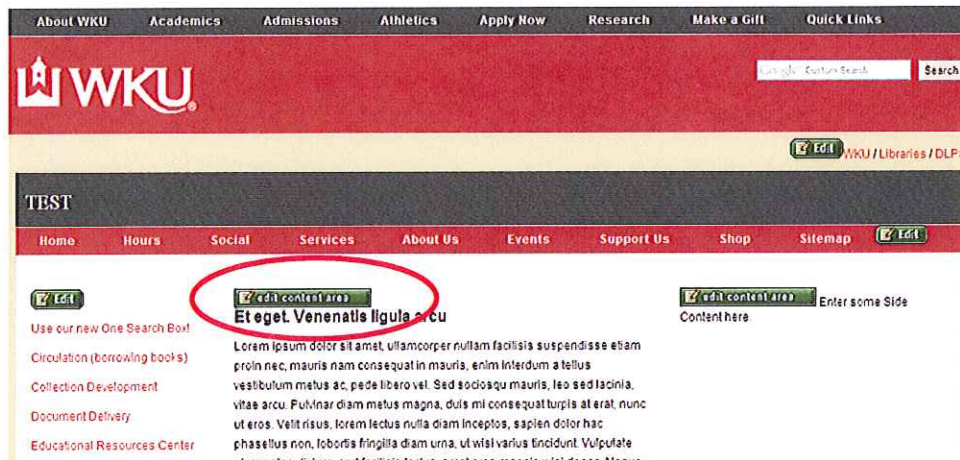 About WKU Academics Admissions Athletics Apply Now Research Make a Gift Quick Links
WKU
Google Custom Search Search
Edit WKU / Libraries / DLPS
TEST
Home Hours Social Services About Us Events Support Us Shop Sitemap Edit
Edit
Use our new One Search Box!
Circulation (borrowing books)
Collection Development
Document Delivery
Educational Resources Center
edit content area
Et eget. Venenatis ligula arcu
Lorem ipsum dolor sit amet, ullamcorper nullam facilisis suspendisse etiam
proin nec, mauris nam consequat in mauris, enim interdum a tellus
vestibulum metus ac, pede libero vel. Sed sociosqu mauris, leo sed lacinia,
vitae arcu. Pulvinar diam metus magna, duis mi consequat turpis at erat, nunc
ut eros. Velit risus, lorem lectus nulla diam inceptos, sapien dolor hac
phasellus non, lobortis fringilla diam urna, ut wisi varius tincidunt. Vulputate
edit content area Enter some Side
Content here.